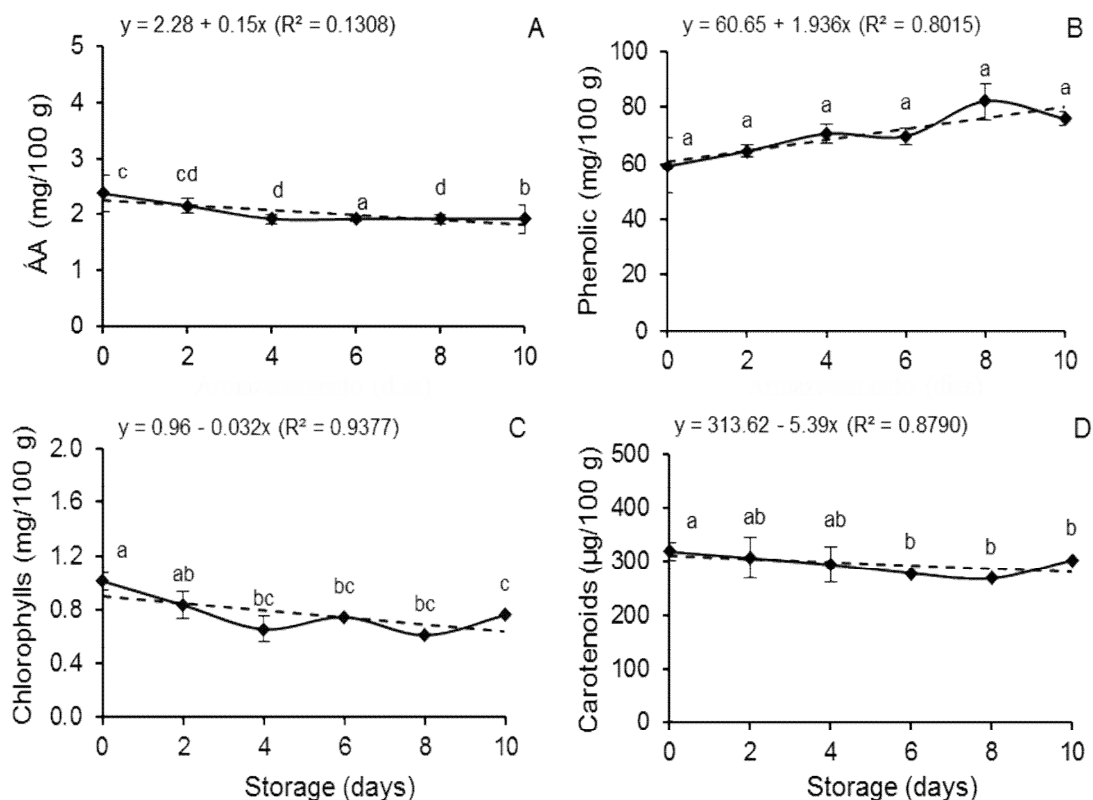 y = 2.28 + 0.15x (R² = 0.1308) A
5
4
3
2
1
0
ÁA (mg/100 g)
c cd d a d b
0 2 4 6 8 10
y = 60.65 + 1.936x (R² = 0.8015) B
100
80
60
40
20
0
Phenolic (mg/100 g)
a a a a a a
0 2 4 6 8 10
y = 0.96 - 0.032x (R² = 0.9377) C
2.0
1.6
1.2
0.8
0.4
0.0
Chlorophylls (mg/100 g)
a ab bc bc bc c
0 2 4 6 8 10
Storage (days)
y = 313.62 - 5.39x (R² = 0.8790) D
500
400
300
200
100
0
Carotenoids (µg/100 g)
a ab ab b b b
0 2 4 6 8 10
Storage (days)